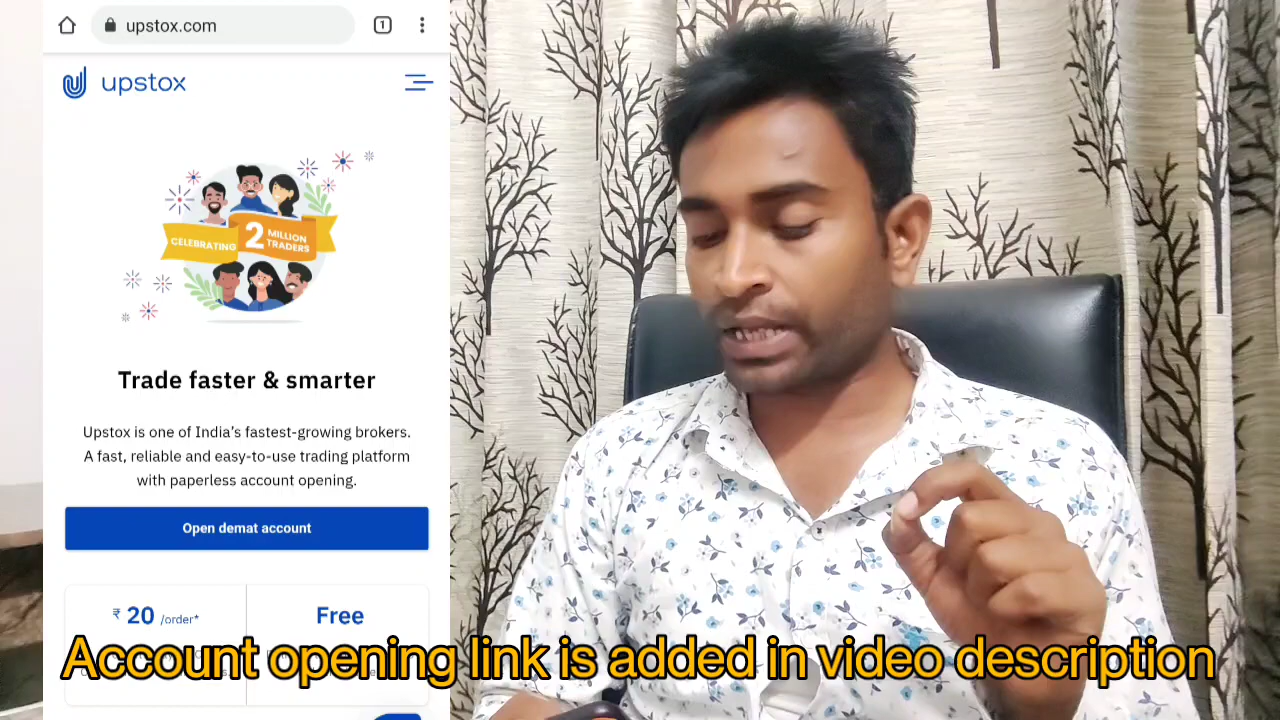 1
upstox.com
upstox
CELEBRATING 2 MILLION TRADERS
Trade faster & smarter
Upstox is one of India's fastest-growing brokers.
A fast, reliable and easy-to-use trading platform
with paperless account opening.
Open demat account
₹ 20 /order*
Free
Account opening link is added in video description